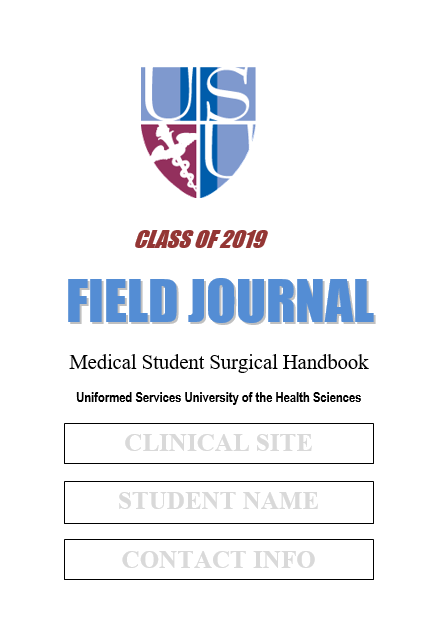 USU
CLASS OF 2019
FIELD JOURNAL
Medical Student Surgical Handbook
Uniformed Services University of the Health Sciences
CLINICAL SITE
STUDENT NAME
CONTACT INFO